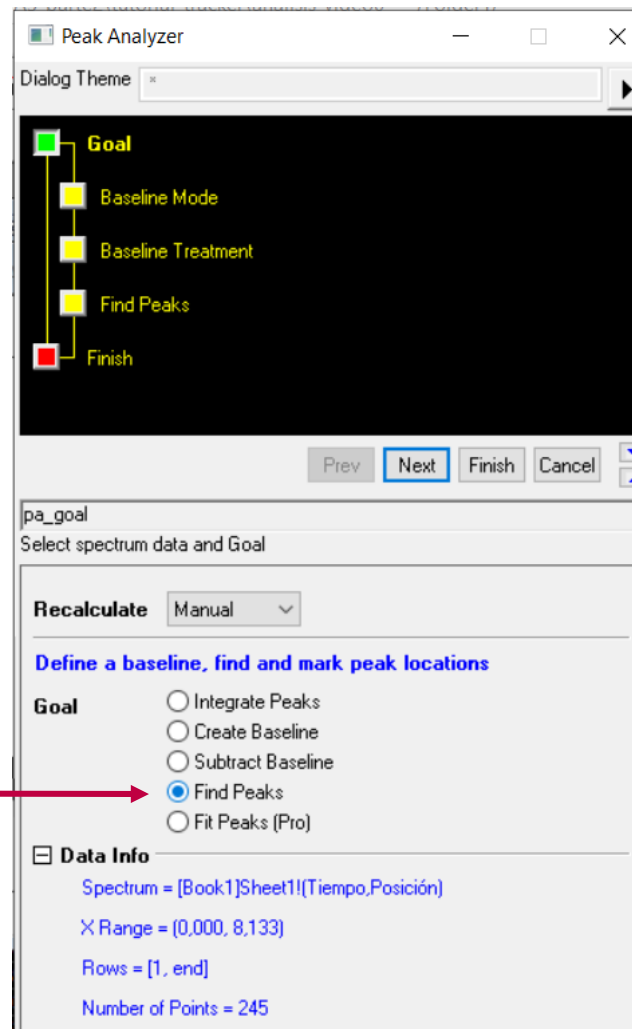 Peak Analyzer
Dialog Theme *
Goal
Baseline Mode
Baseline Treatment
Find Peaks
Finish
Prev Next Finish Cancel
pa_goal
Select spectrum data and Goal
Recalculate Manual
Define a baseline, find and mark peak locations
Goal
Integrate Peaks
Create Baseline
Subtract Baseline
Find Peaks
Fit Peaks (Pro)
Data Info
Spectrum = [Book1]Sheet1!(Tiempo,Posición)
X Range = (0,000, 8,133)
Rows = [1, end]
Number of Points = 245